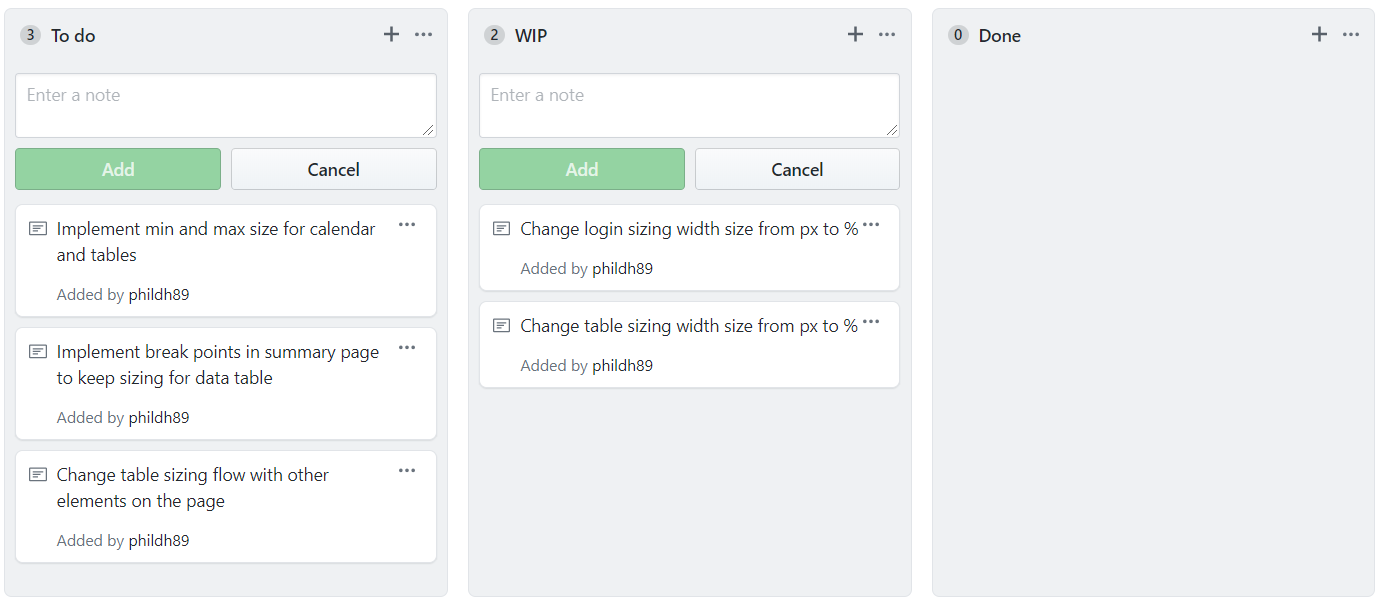 3 To do
Enter a note
Add Cancel
Implement min and max size for calendar
and tables
Added by phildh89
Implement break points in summary page
to keep sizing for data table
Added by phildh89
Change table sizing flow with other
elements on the page
Added by phildh89
2 WIP
Enter a note
Add Cancel
Change login sizing width size from px to %
Added by phildh89
Change table sizing width size from px to %
Added by phildh89
0 Done